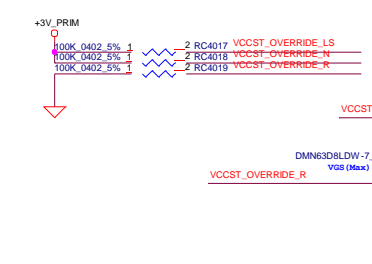 +3V_PRIM
100K_0402_5% 1 2 RC4017 VCCST_OVERRIDE_LS
100K_0402_5% 1 2 RC4018 VCCST_OVERRIDE_N
100K_0402_5% 1 2 RC4019 VCCST_OVERRIDE_R
VCCST
DMN63D8LDW-7_
VGS(Max)
VCCST_OVERRIDE_R